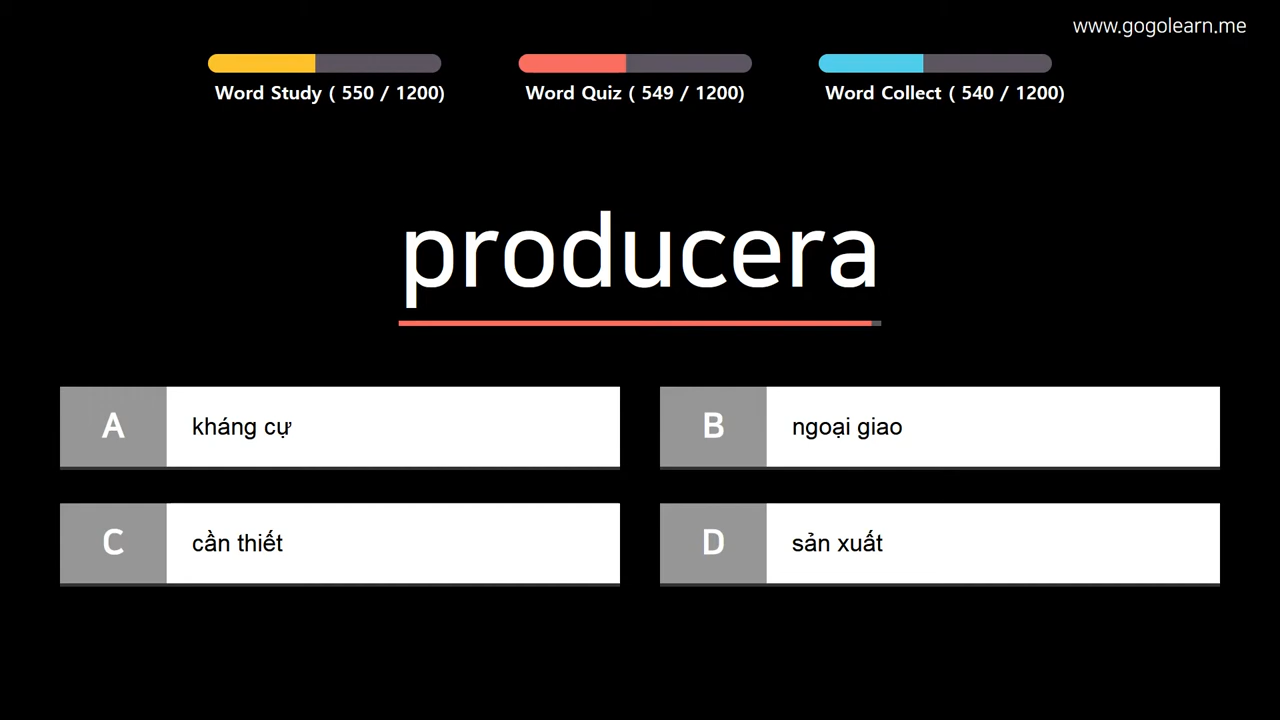 www.gogolearn.me
Word Study ( 550 / 1200)
Word Quiz ( 549 / 1200)
Word Collect ( 540 / 1200)
producera
A kháng cự
B ngoại giao
C cần thiết
D sản xuất